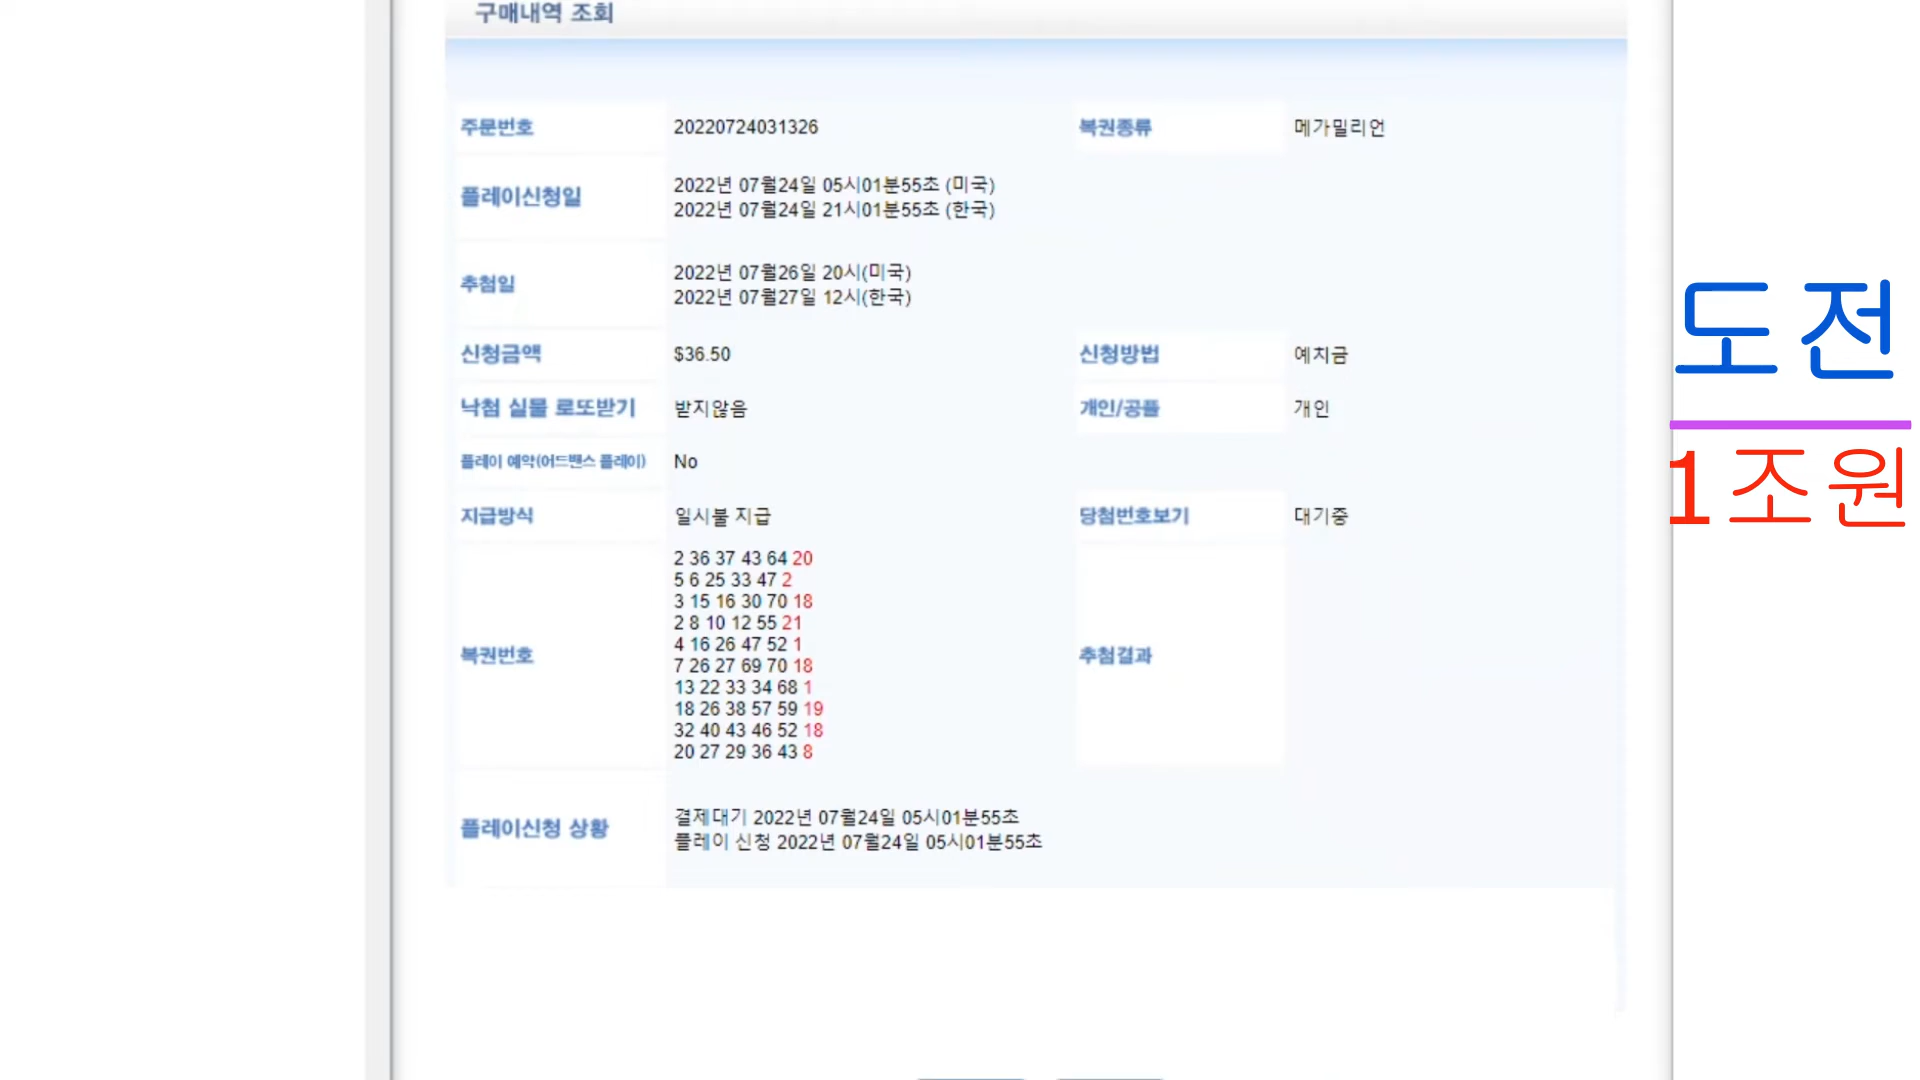 구매내역 조회
주문번호 20220724031326 복권종류 메가밀리언
플레이신청일
2022년 07월24일 05시01분55초 (미국)
2022년 07월24일 21시01분55초 (한국)
추첨일
2022년 07월26일 20시(미국)
2022년 07월27일 12시(한국)
신청금액 $36.50 신청방법 예치금
낙첨 실물 로또받기 받지않음 개인/공플 개인
플레이 예약(어드밴스 플레이) No
지급방식 일시불 지급 당첨번호보기 대기중
복권번호
2 36 37 43 64 20
5 6 25 33 47 2
3 15 16 30 70 18
2 8 10 12 55 21
4 16 26 47 52 1
7 26 27 69 70 18
13 22 33 34 68 1
18 26 38 57 59 19
32 40 43 46 52 18
20 27 29 36 43 8
추첨결과
플레이신청 상황
결제대기 2022년 07월24일 05시01분55초
플레이 신청 2022년 07월24일 05시01분55초
도전
1조원